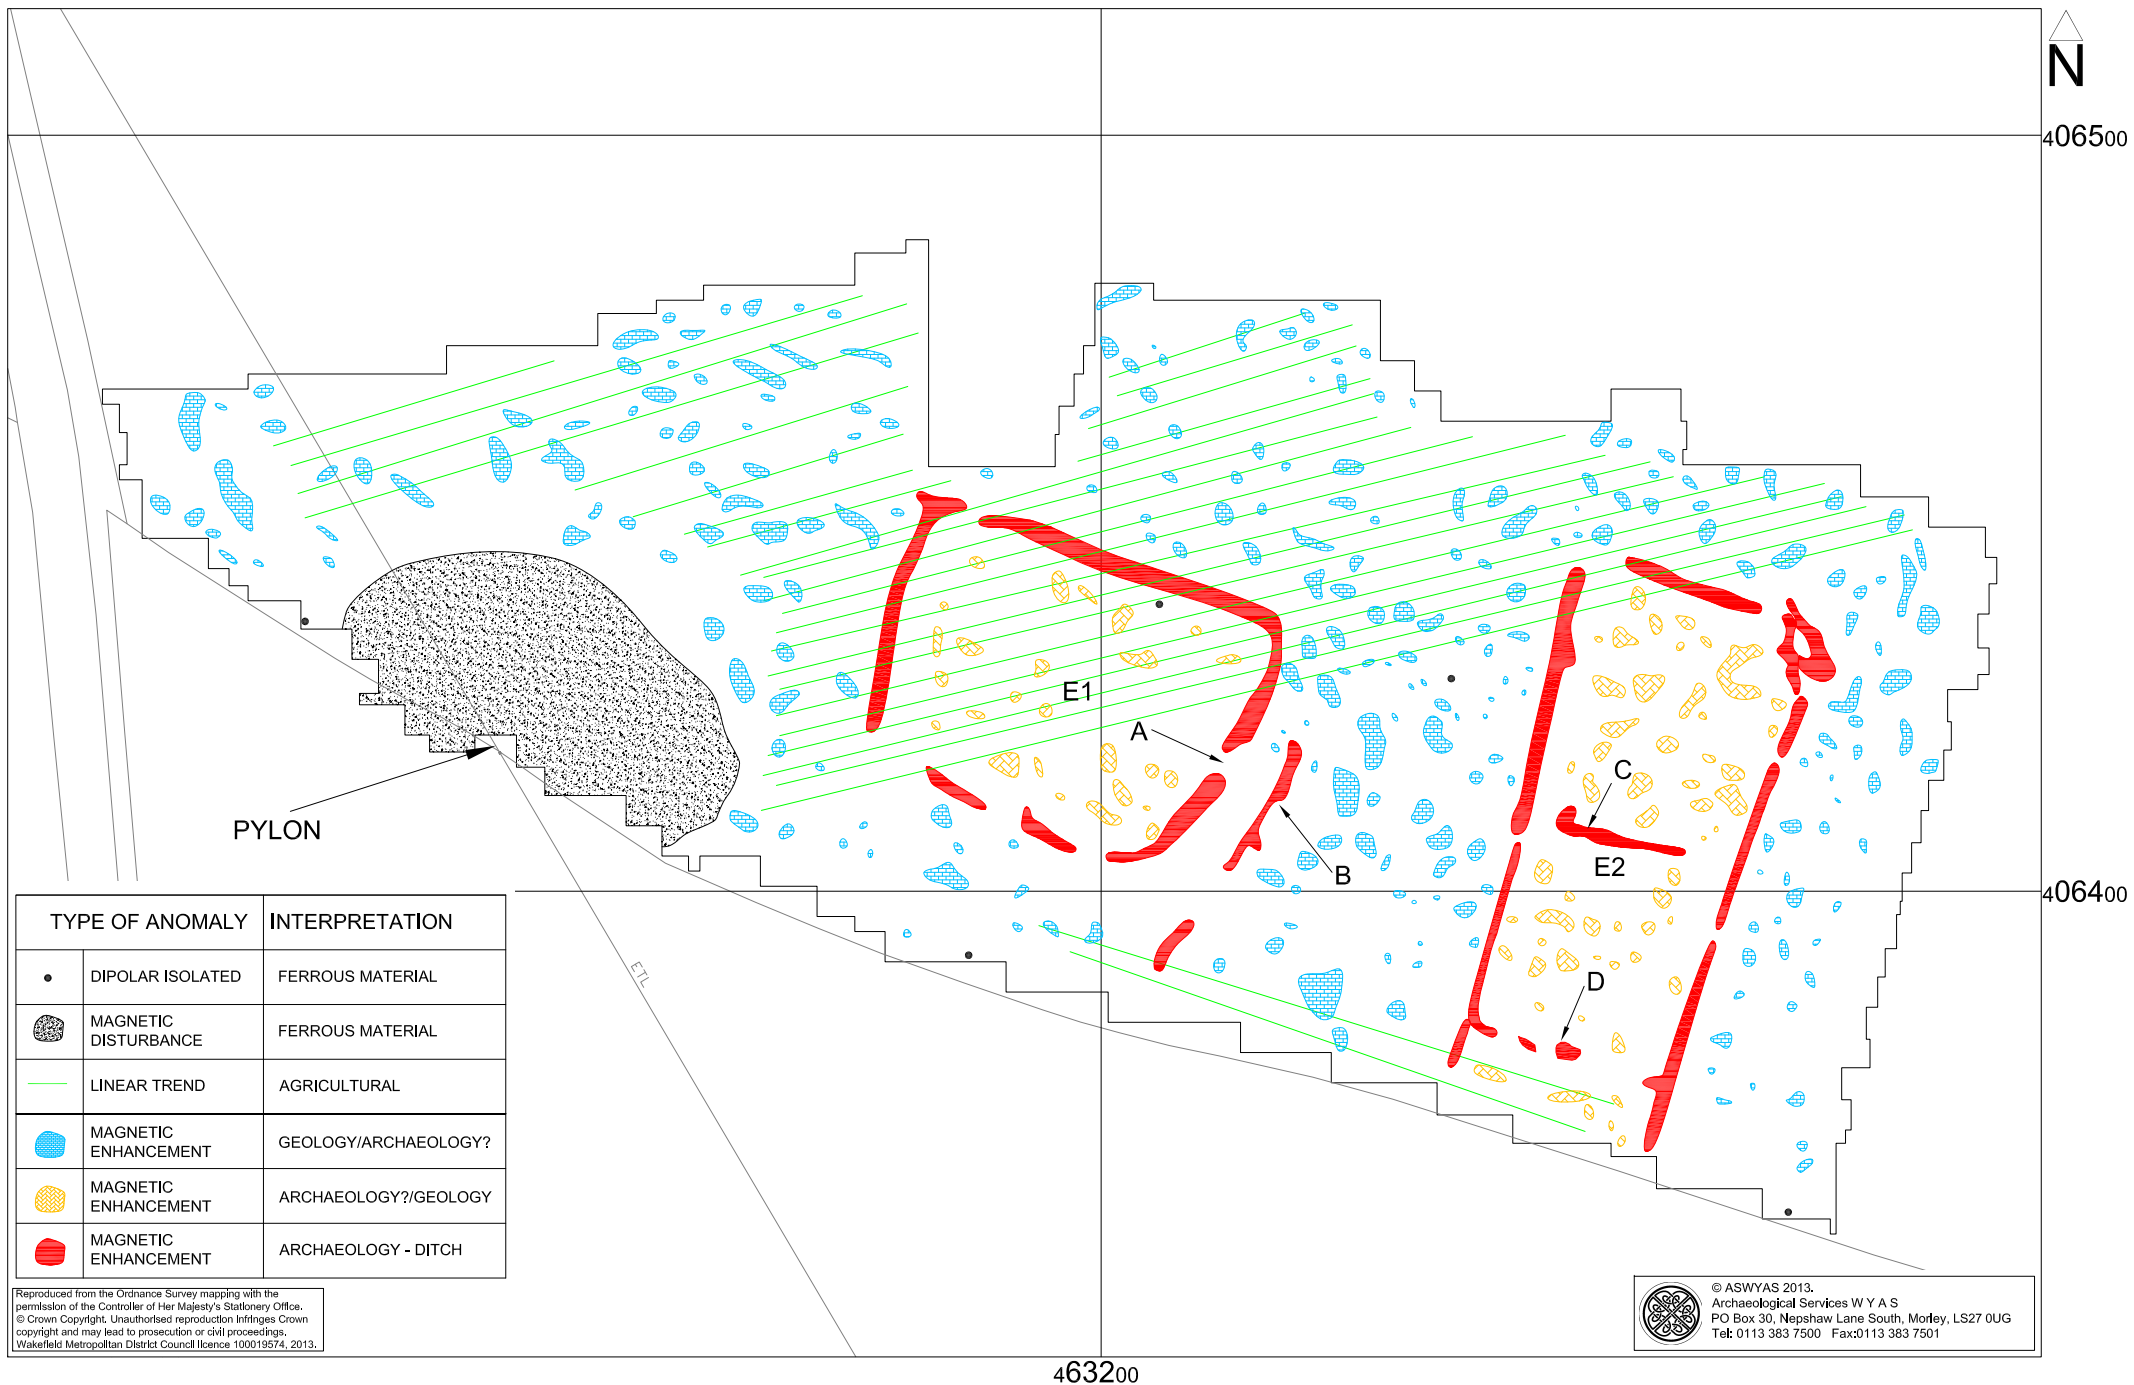 N
406500
E1
A
C
PYLON
B
E2
406400
D
ETL
TYPE OF ANOMALY INTERPRETATION
DIPOLAR ISOLATED FERROUS MATERIAL
MAGNETIC
DISTURBANCE
FERROUS MATERIAL
LINEAR TREND AGRICULTURAL
MAGNETIC
ENHANCEMENT
GEOLOGY/ARCHAEOLOGY?
MAGNETIC
ENHANCEMENT
ARCHAEOLOGY?/GEOLOGY
MAGNETIC
ENHANCEMENT
ARCHAEOLOGY - DITCH
Reproduced from the Ordnance Survey mapping with the
permission of the Controller of Her Majesty's Stationery Office.
© Crown Copyright. Unauthorised reproduction infringes Crown
copyright and may lead to prosecution or civil proceedings.
Wakefield Metropolitan District Council licence 100019574, 2013.
© ASWYAS 2013.
Archaeological Services W Y A S
PO Box 30, Nepshaw Lane South, Morley, LS27 0UG
Tel: 0113 383 7500 Fax:0113 383 7501
463200